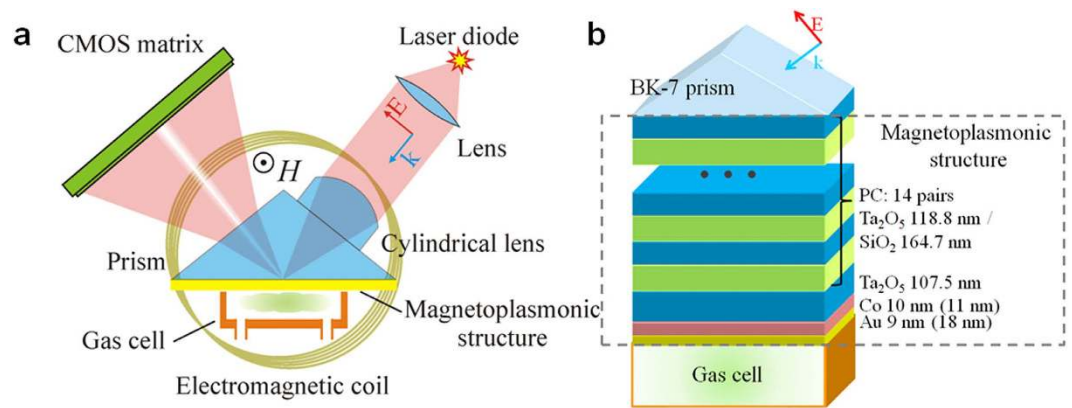 a
CMOS matrix
Laser diode
E
k
Lens
H
Cylindrical lens
Prism
Magnetoplasmonic
structure
Gas cell
Electromagnetic coil
b
E
k
BK-7 prism
Magnetoplasmonic
structure
PC: 14 pairs
Ta₂O₅ 118.8 nm /
SiO₂ 164.7 nm
Ta₂O₅ 107.5 nm
Co 10 nm (11 nm)
Au 9 nm (18 nm)
Gas cell